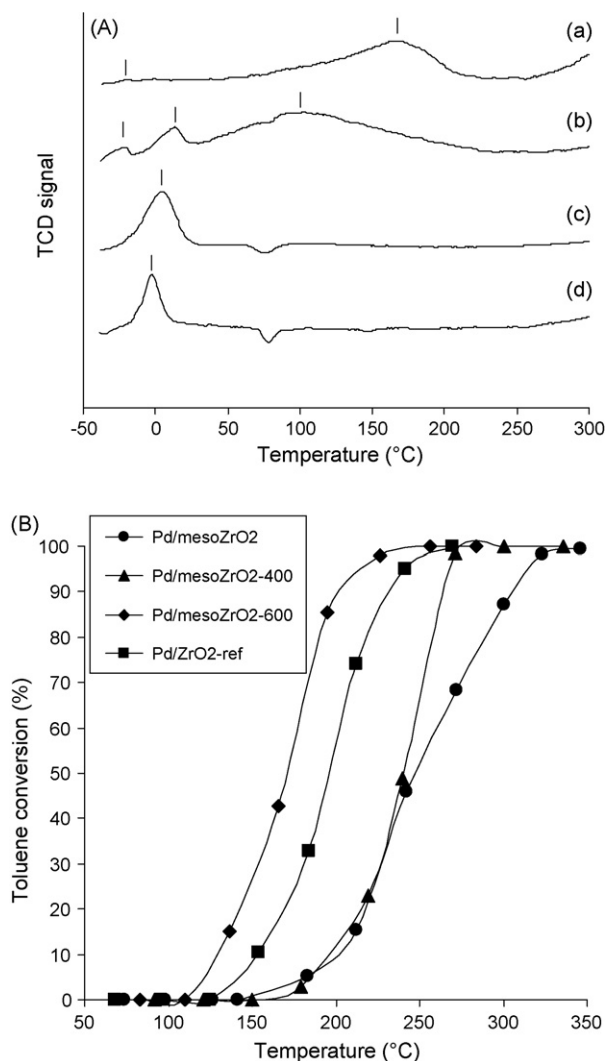 (A)
(a)
(b)
(c)
(d)
TCD signal
-50 0 50 100 150 200 250 300
Temperature (°C)
(B)
Pd/mesoZrO2
Pd/mesoZrO2-400
Pd/mesoZrO2-600
Pd/ZrO2-ref
100
90
80
70
60
50
40
30
20
10
0
Toluene conversion (%)
50 100 150 200 250 300 350
Temperature (°C)